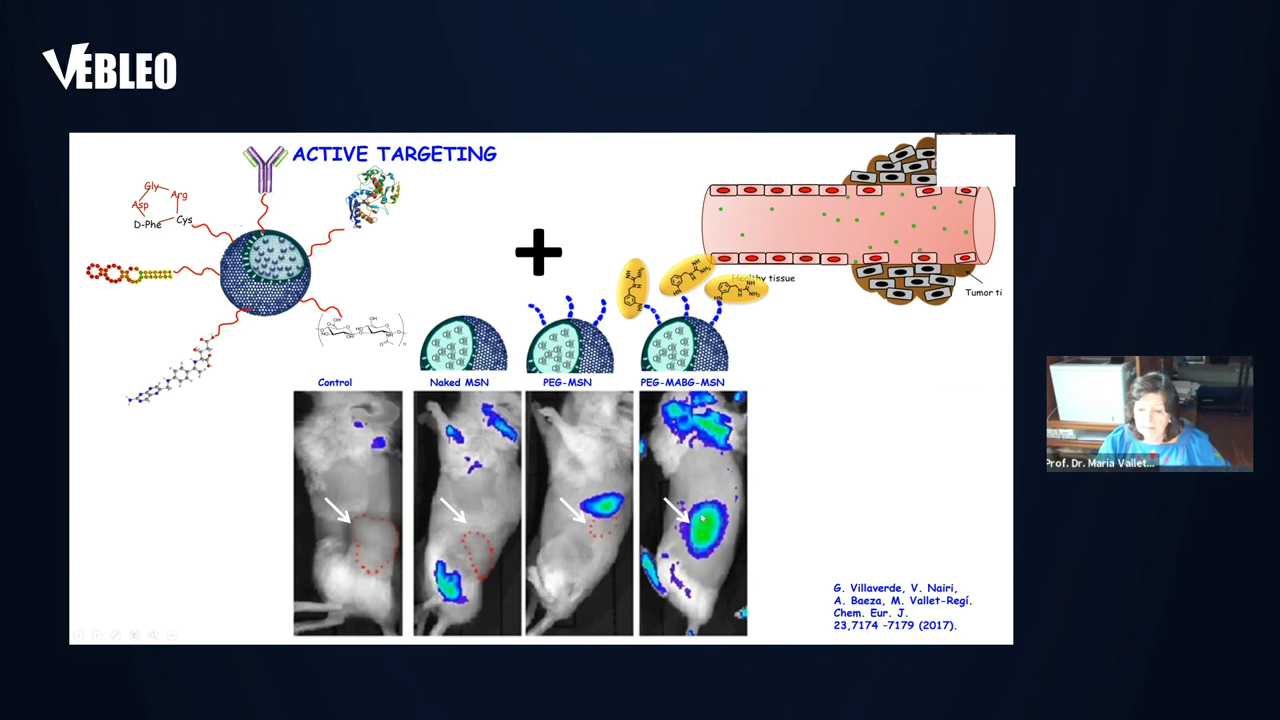 VEBLEO
ACTIVE TARGETING
Gly
Arg
Asp
D-Phe
Cys
Healthy tissue
Tumor ti
Control
Naked MSN
PEG-MSN
PEG-MABG-MSN
Prof. Dr. Maria Vallet...
G. Villaverde, V. Nairi,
A. Baeza, M. Vallet-Regí.
Chem. Eur. J.
23,7174 -7179 (2017).